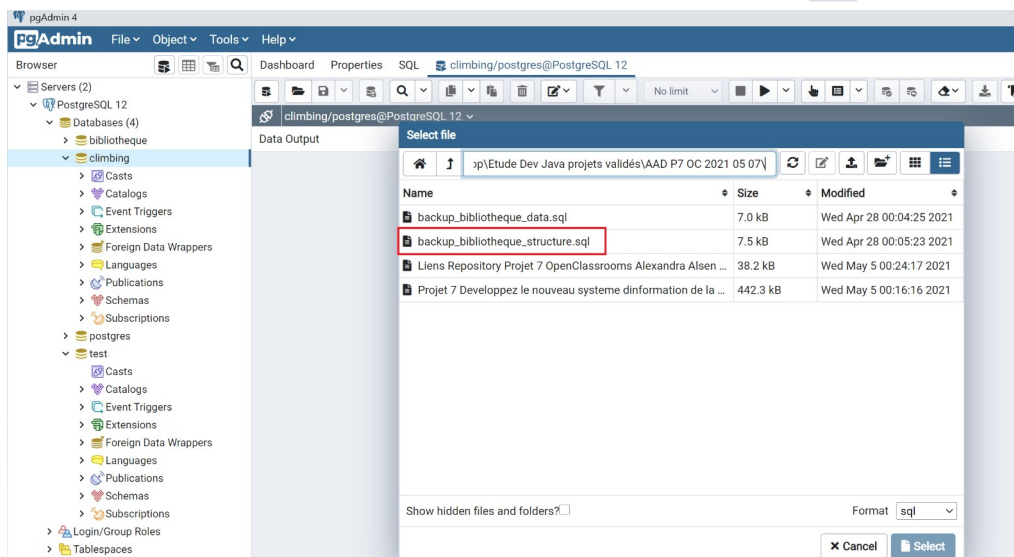 pgAdmin 4
pgAdmin File Object Tools Help
Browser
Dashboard Properties SQL climbing/postgres@PostgreSQL 12
Servers (2)
PostgreSQL 12
Databases (4)
bibliotheque
climbing
Casts
Catalogs
Event Triggers
Extensions
Foreign Data Wrappers
Languages
Publications
Schemas
Subscriptions
postgres
test
Casts
Catalogs
Event Triggers
Extensions
Foreign Data Wrappers
Languages
Publications
Schemas
Subscriptions
Login/Group Roles
Tablespaces
No limit
climbing/postgres@PostgreSQL 12
Data Output
Select file
op\Etude Dev Java projets validés\AAD P7 OC 2021 05 07\
Name Size Modified
backup_bibliotheque_data.sql 7.0 kB Wed Apr 28 00:04:25 2021
backup_bibliotheque_structure.sql 7.5 kB Wed Apr 28 00:05:23 2021
Liens Repository Projet 7 OpenClassrooms Alexandra Alsen ... 38.2 kB Wed May 5 00:24:17 2021
Projet 7 Developpez le nouveau systeme dinformation de la ... 442.3 kB Wed May 5 00:16:16 2021
Show hidden files and folders? Format sql
Cancel Select